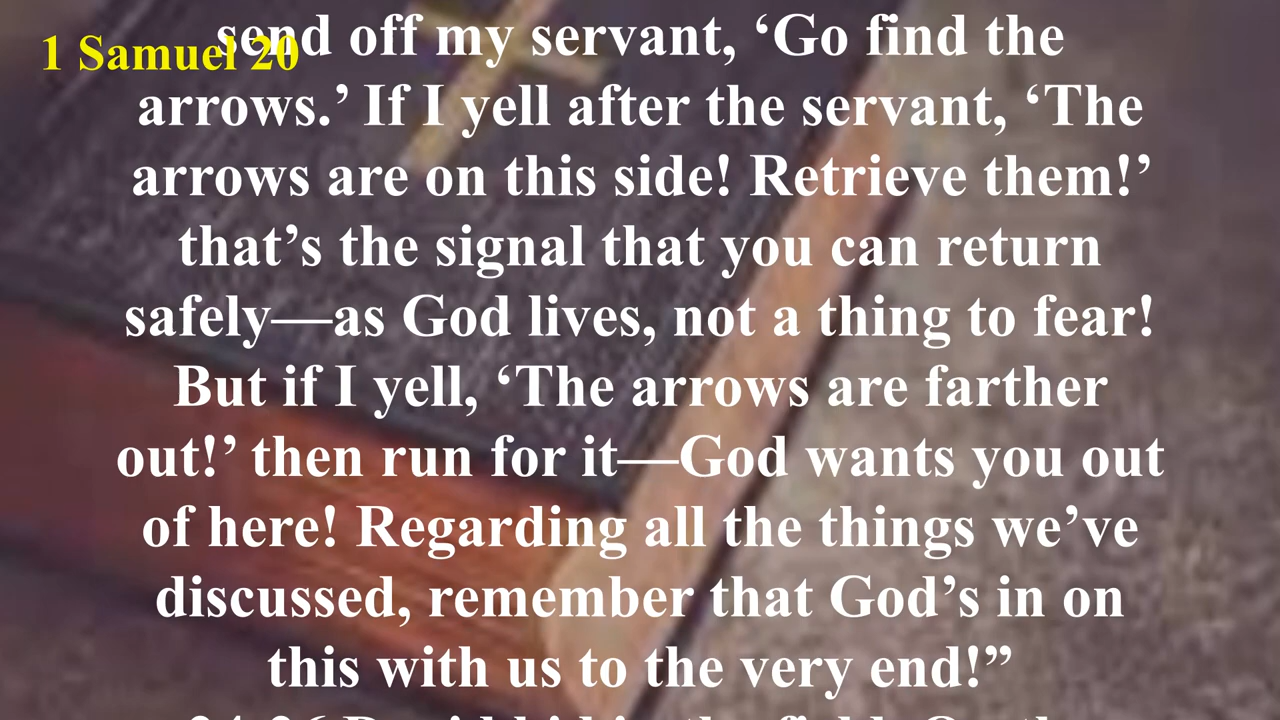 1 Samuel 20
send off my servant, ‘Go find the
arrows.’ If I yell after the servant, ‘The
arrows are on this side! Retrieve them!’
that’s the signal that you can return
safely—as God lives, not a thing to fear!
But if I yell, ‘The arrows are farther
out!’ then run for it—God wants you out
of here! Regarding all the things we’ve
discussed, remember that God’s in on
this with us to the very end!”